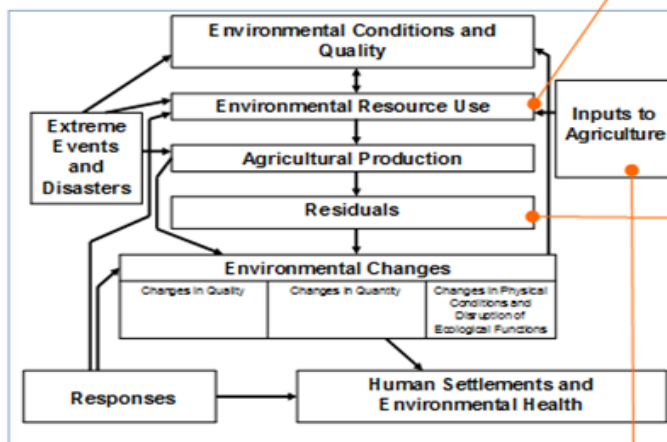 Environmental Conditions and
Quality
Environmental Resource Use
Inputs to
Agriculture
Extreme
Events
and
Disasters
Agricultural Production
Residuals
Environmental Changes
Changes in Quality
Changes in Quantity
Changes in Physical
Conditions and
Disruption of
Ecological Functions
Responses
Human Settlements and
Environmental Health